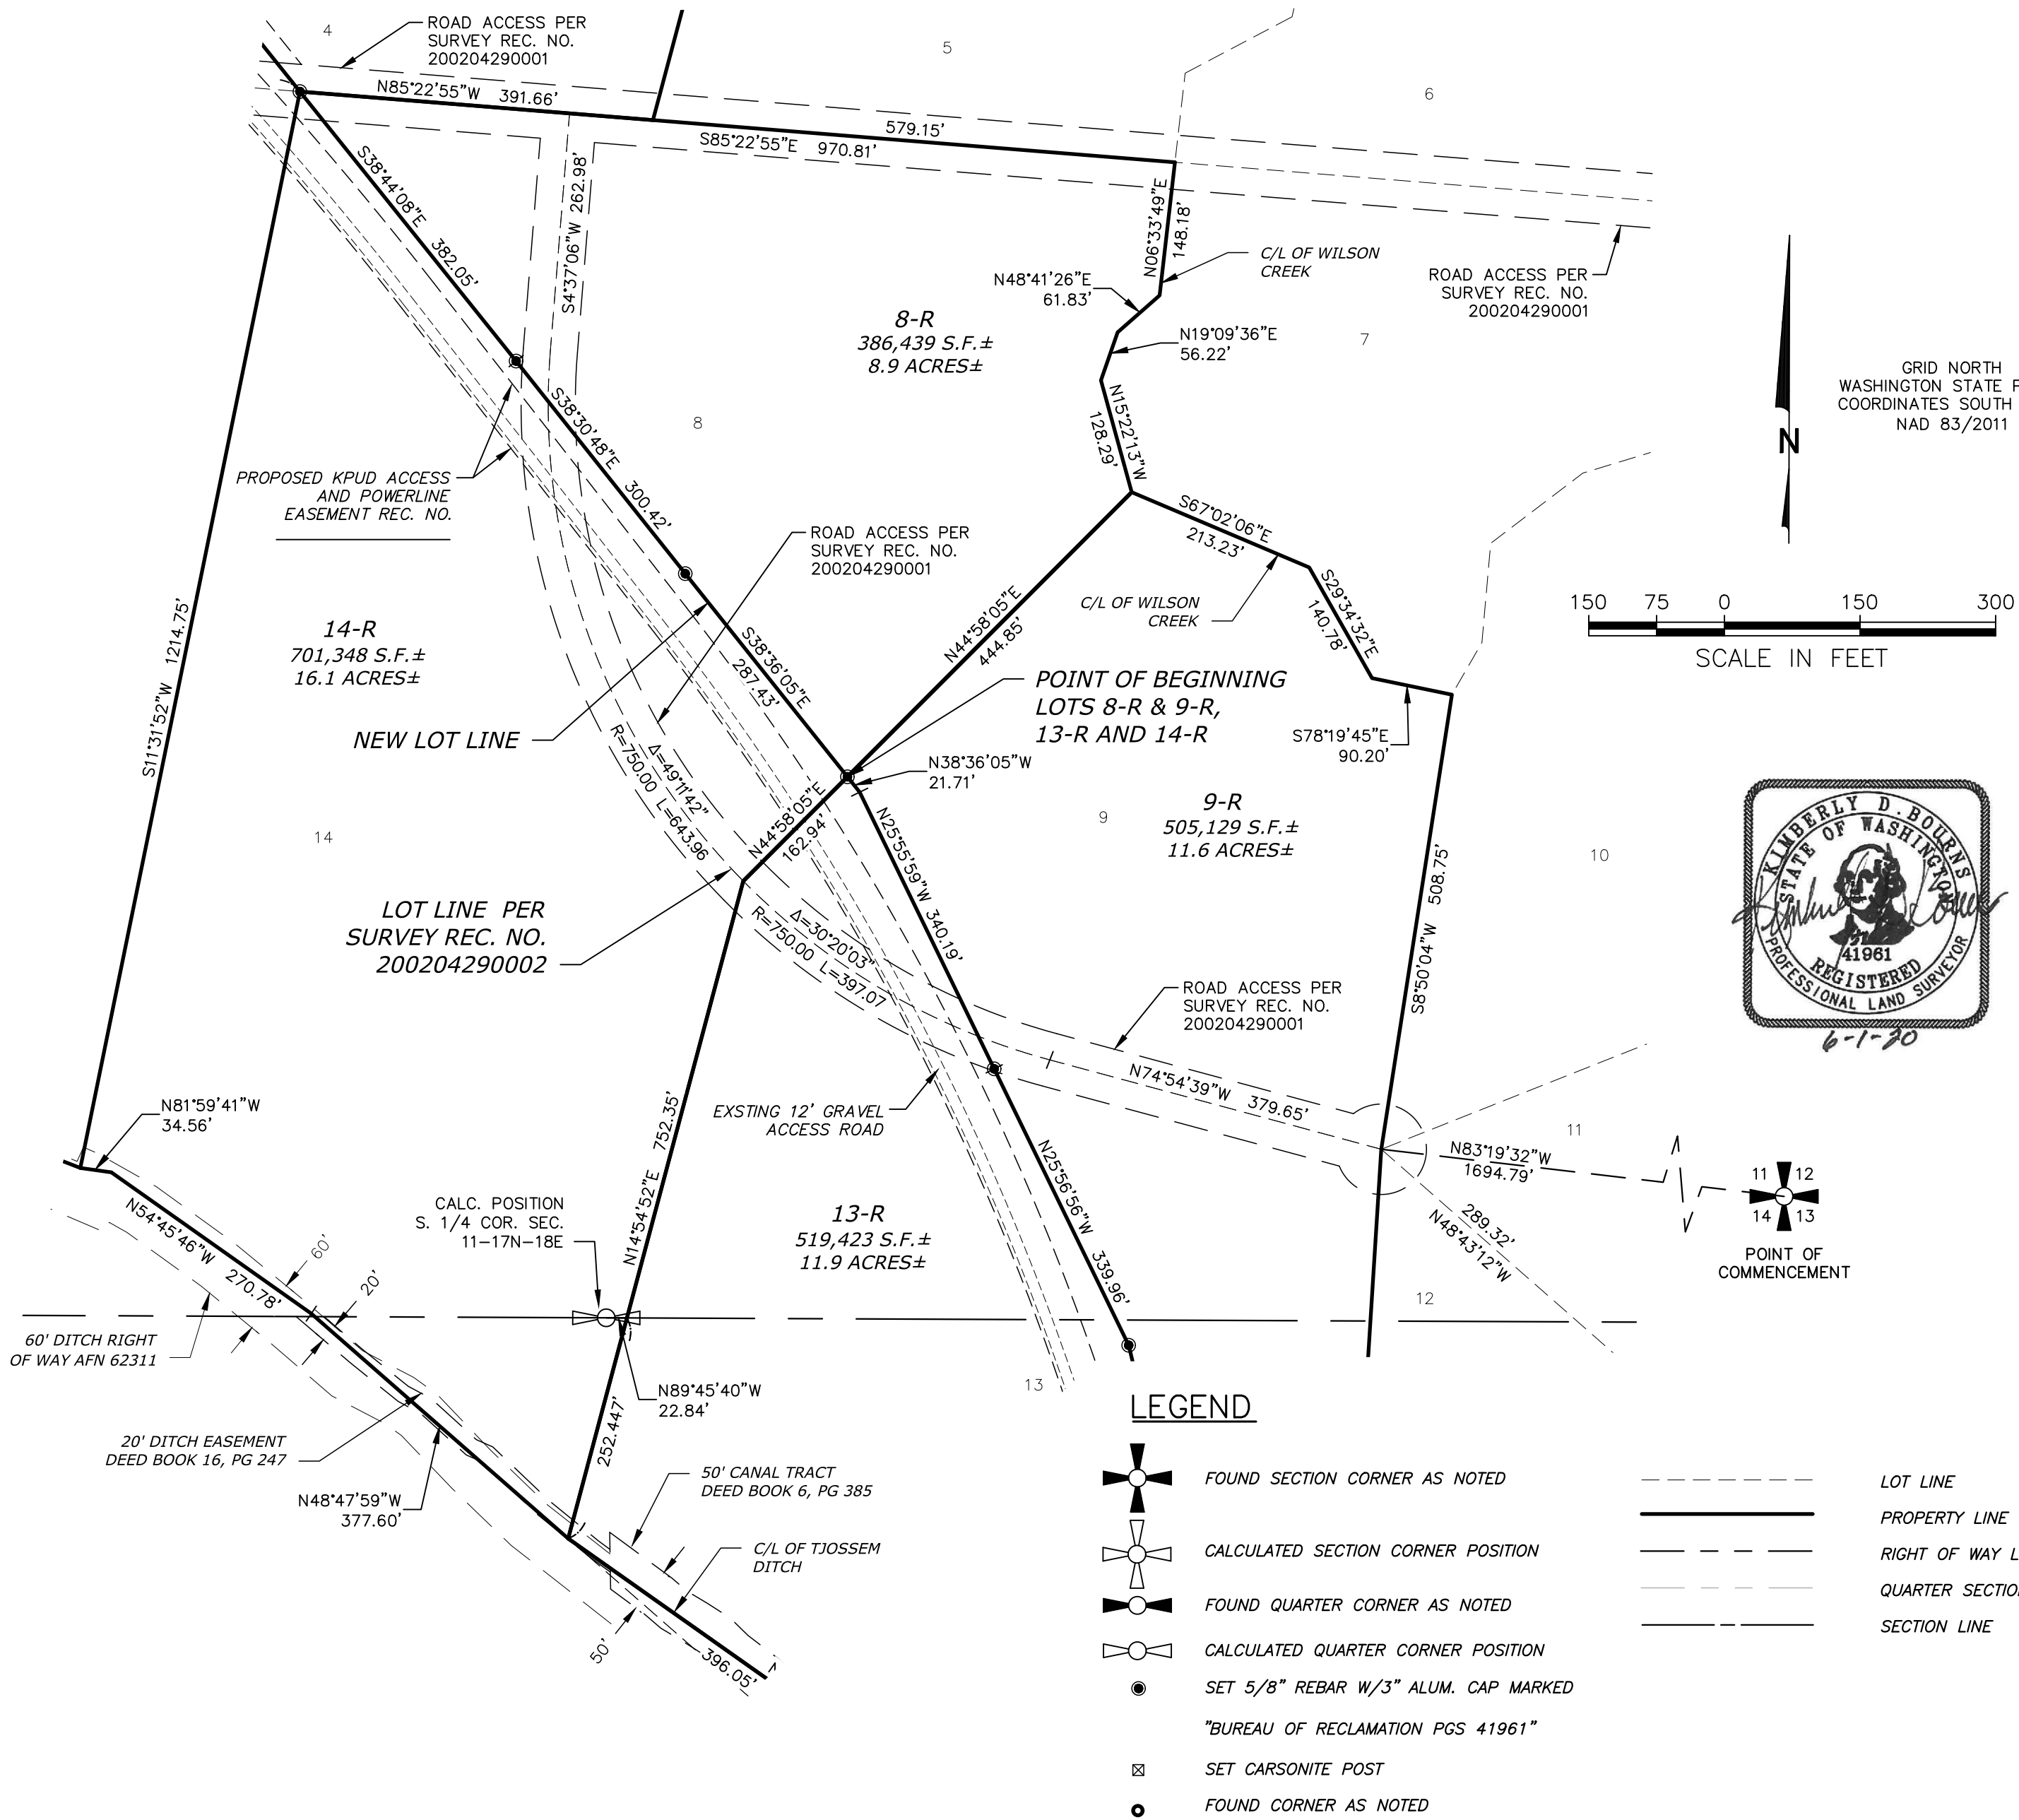 4
ROAD ACCESS PER
SURVEY REC. NO.
200204290001
5
6
N85°22'55"W 391.66'
579.15'
S85°22'55"E 970.81'
S38°44'08"E 382.05'
S4°37'06"W 262.98'
N06°33'49"E
148.18'
C/L OF WILSON
CREEK
N48°41'26"E
61.83'
ROAD ACCESS PER
SURVEY REC. NO.
200204290001
8-R
386,439 S.F.±
8.9 ACRES±
N19°09'36"E
56.22'
7
GRID NORTH
WASHINGTON STATE P
COORDINATES SOUTH
NAD 83/2011
N
N15°22'13"W
128.29'
8
S38°30'48"E 300.42'
PROPOSED KPUD ACCESS
AND POWERLINE
EASEMENT REC. NO.
S67°02'06"E
213.23'
ROAD ACCESS PER
SURVEY REC. NO.
200204290001
S11°31'52"W 1214.75'
C/L OF WILSON
CREEK
S29°34'32"E
140.78'
150 75 0 150 300
SCALE IN FEET
14-R
701,348 S.F.±
16.1 ACRES±
N44°58'05"E
444.85'
S38°36'05"E
287.43'
POINT OF BEGINNING
LOTS 8-R & 9-R,
13-R AND 14-R
NEW LOT LINE
S78°19'45"E
90.20'
N38°36'05"W
21.71'
Δ=49°11'42"
R=750.00 L=643.96
9-R
505,129 S.F.±
11.6 ACRES±
9
14
10
N44°58'05"E
162.94'
N25°55'59"W 340.19'
S8°50'04"W 508.75'
KIMBERLY D. BOURNS
STATE OF WASHINGTON
41961
REGISTERED
PROFESSIONAL LAND SURVEYOR
6-1-20
LOT LINE PER
SURVEY REC. NO.
200204290002
Δ=30°20'03"
R=750.00 L=397.07
ROAD ACCESS PER
SURVEY REC. NO.
200204290001
N74°54'39"W 379.65'
EXSTING 12' GRAVEL
ACCESS ROAD
N81°59'41"W
34.56'
N14°54'52"E 752.35'
11
N83°19'32"W
1694.79'
11 12
14 13
POINT OF
COMMENCEMENT
N25°56'56"W 339.96'
289.32'
N48°43'12"W
CALC. POSITION
S. 1/4 COR. SEC.
11-17N-18E
13-R
519,423 S.F.±
11.9 ACRES±
N54°45'46"W 270.78'
60'
20'
12
60' DITCH RIGHT
OF WAY AFN 62311
13
N89°45'40"W
22.84'
252.447'
20' DITCH EASEMENT
DEED BOOK 16, PG 247
50' CANAL TRACT
DEED BOOK 6, PG 385
N48°47'59"W
377.60'
C/L OF TJOSSEM
DITCH
50'
396.05'
LEGEND
FOUND SECTION CORNER AS NOTED
CALCULATED SECTION CORNER POSITION
FOUND QUARTER CORNER AS NOTED
CALCULATED QUARTER CORNER POSITION
SET 5/8" REBAR W/3" ALUM. CAP MARKED
"BUREAU OF RECLAMATION PGS 41961"
SET CARSONITE POST
FOUND CORNER AS NOTED
LOT LINE
PROPERTY LINE
RIGHT OF WAY L
QUARTER SECTION
SECTION LINE